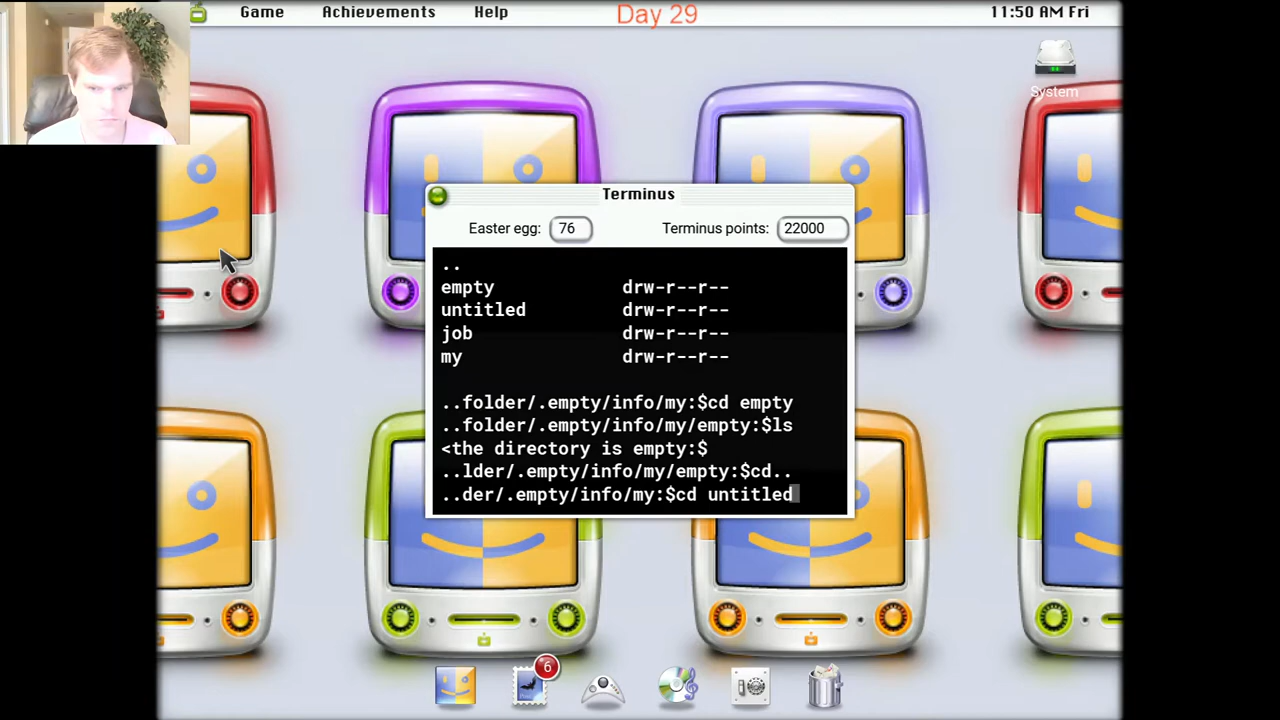 Game Achievements Help Day 29 11:50 AM Fri
System
Terminus
Easter egg: 76 Terminus points: 22000
..
empty drw-r--r--
untitled drw-r--r--
job drw-r--r--
my drw-r--r--
..folder/.empty/info/my:$cd empty
..folder/.empty/info/my/empty:$ls
<the directory is empty:$
..lder/.empty/info/my/empty:$cd..
..der/.empty/info/my:$cd untitled
6